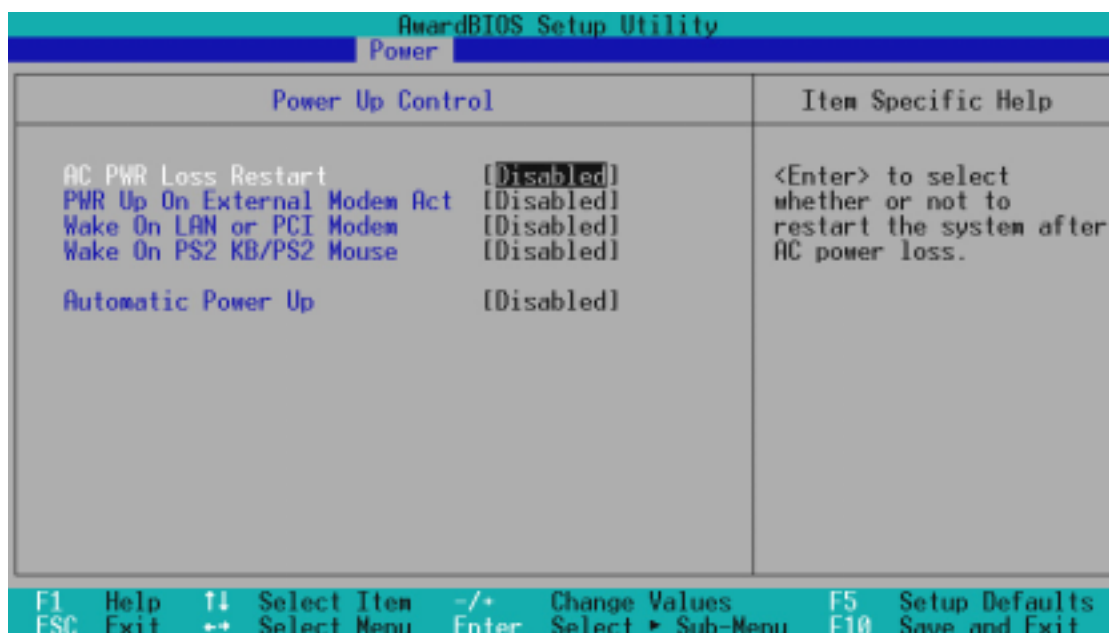 AwardBIOS Setup Utility
Power
Power Up Control
Item Specific Help
AC PWR Loss Restart [Disabled]
PWR Up On External Modem Act [Disabled]
Wake On LAN or PCI Modem [Disabled]
Wake On PS2 KB/PS2 Mouse [Disabled]
Automatic Power Up [Disabled]
<Enter> to select
whether or not to
restart the system after
AC power loss.
F1 Help ↑↓ Select Item -/+ Change Values F5 Setup Defaults
ESC Exit ←→ Select Menu Enter Select ► Sub-Menu F10 Save and Exit